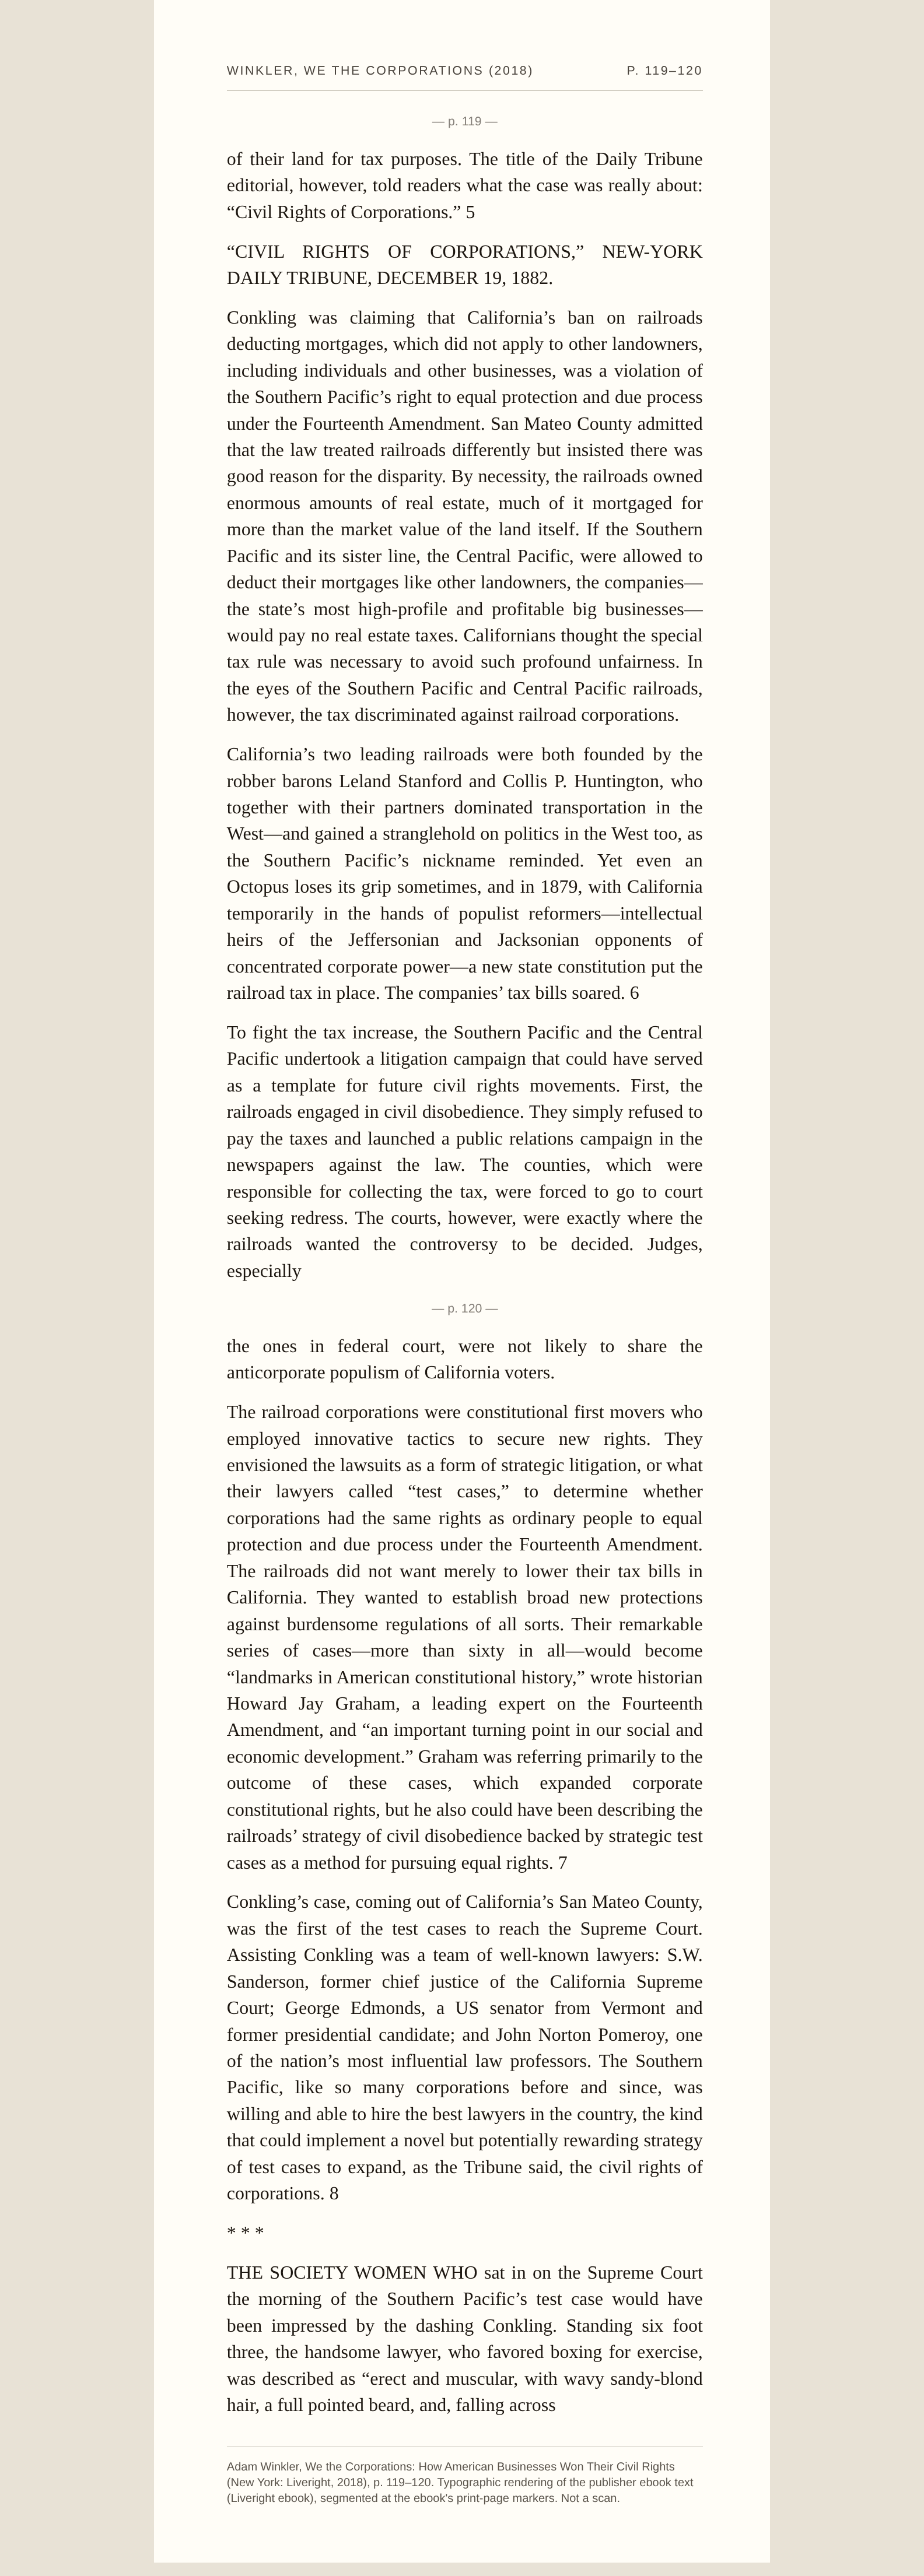 WINKLER, WE THE CORPORATIONS (2018) P. 119–120
— p. 119 —
of their land for tax purposes. The title of the Daily Tribune
editorial, however, told readers what the case was really about:
“Civil Rights of Corporations.” 5
“CIVIL RIGHTS OF CORPORATIONS,” NEW-YORK
DAILY TRIBUNE, DECEMBER 19, 1882.
Conkling was claiming that California’s ban on railroads
deducting mortgages, which did not apply to other landowners,
including individuals and other businesses, was a violation of
the Southern Pacific’s right to equal protection and due process
under the Fourteenth Amendment. San Mateo County admitted
that the law treated railroads differently but insisted there was
good reason for the disparity. By necessity, the railroads owned
enormous amounts of real estate, much of it mortgaged for
more than the market value of the land itself. If the Southern
Pacific and its sister line, the Central Pacific, were allowed to
deduct their mortgages like other landowners, the companies—
the state’s most high-profile and profitable big businesses—
would pay no real estate taxes. Californians thought the special
tax rule was necessary to avoid such profound unfairness. In
the eyes of the Southern Pacific and Central Pacific railroads,
however, the tax discriminated against railroad corporations.
California’s two leading railroads were both founded by the
robber barons Leland Stanford and Collis P. Huntington, who
together with their partners dominated transportation in the
West—and gained a stranglehold on politics in the West too, as
the Southern Pacific’s nickname reminded. Yet even an
Octopus loses its grip sometimes, and in 1879, with California
temporarily in the hands of populist reformers—intellectual
heirs of the Jeffersonian and Jacksonian opponents of
concentrated corporate power—a new state constitution put the
railroad tax in place. The companies’ tax bills soared. 6
To fight the tax increase, the Southern Pacific and the Central
Pacific undertook a litigation campaign that could have served
as a template for future civil rights movements. First, the
railroads engaged in civil disobedience. They simply refused to
pay the taxes and launched a public relations campaign in the
newspapers against the law. The counties, which were
responsible for collecting the tax, were forced to go to court
seeking redress. The courts, however, were exactly where the
railroads wanted the controversy to be decided. Judges,
especially
— p. 120 —
the ones in federal court, were not likely to share the
anticorporate populism of California voters.
The railroad corporations were constitutional first movers who
employed innovative tactics to secure new rights. They
envisioned the lawsuits as a form of strategic litigation, or what
their lawyers called “test cases,” to determine whether
corporations had the same rights as ordinary people to equal
protection and due process under the Fourteenth Amendment.
The railroads did not want merely to lower their tax bills in
California. They wanted to establish broad new protections
against burdensome regulations of all sorts. Their remarkable
series of cases—more than sixty in all—would become
“landmarks in American constitutional history,” wrote historian
Howard Jay Graham, a leading expert on the Fourteenth
Amendment, and “an important turning point in our social and
economic development.” Graham was referring primarily to the
outcome of these cases, which expanded corporate
constitutional rights, but he also could have been describing the
railroads’ strategy of civil disobedience backed by strategic test
cases as a method for pursuing equal rights. 7
Conkling’s case, coming out of California’s San Mateo County,
was the first of the test cases to reach the Supreme Court.
Assisting Conkling was a team of well-known lawyers: S.W.
Sanderson, former chief justice of the California Supreme
Court; George Edmonds, a US senator from Vermont and
former presidential candidate; and John Norton Pomeroy, one
of the nation’s most influential law professors. The Southern
Pacific, like so many corporations before and since, was
willing and able to hire the best lawyers in the country, the kind
that could implement a novel but potentially rewarding strategy
of test cases to expand, as the Tribune said, the civil rights of
corporations. 8
* * *
THE SOCIETY WOMEN WHO sat in on the Supreme Court
the morning of the Southern Pacific’s test case would have
been impressed by the dashing Conkling. Standing six foot
three, the handsome lawyer, who favored boxing for exercise,
was described as “erect and muscular, with wavy sandy-blond
hair, a full pointed beard, and, falling across
Adam Winkler, We the Corporations: How American Businesses Won Their Civil Rights
(New York: Liveright, 2018), p. 119–120. Typographic rendering of the publisher ebook text
(Liveright ebook), segmented at the ebook's print-page markers. Not a scan.